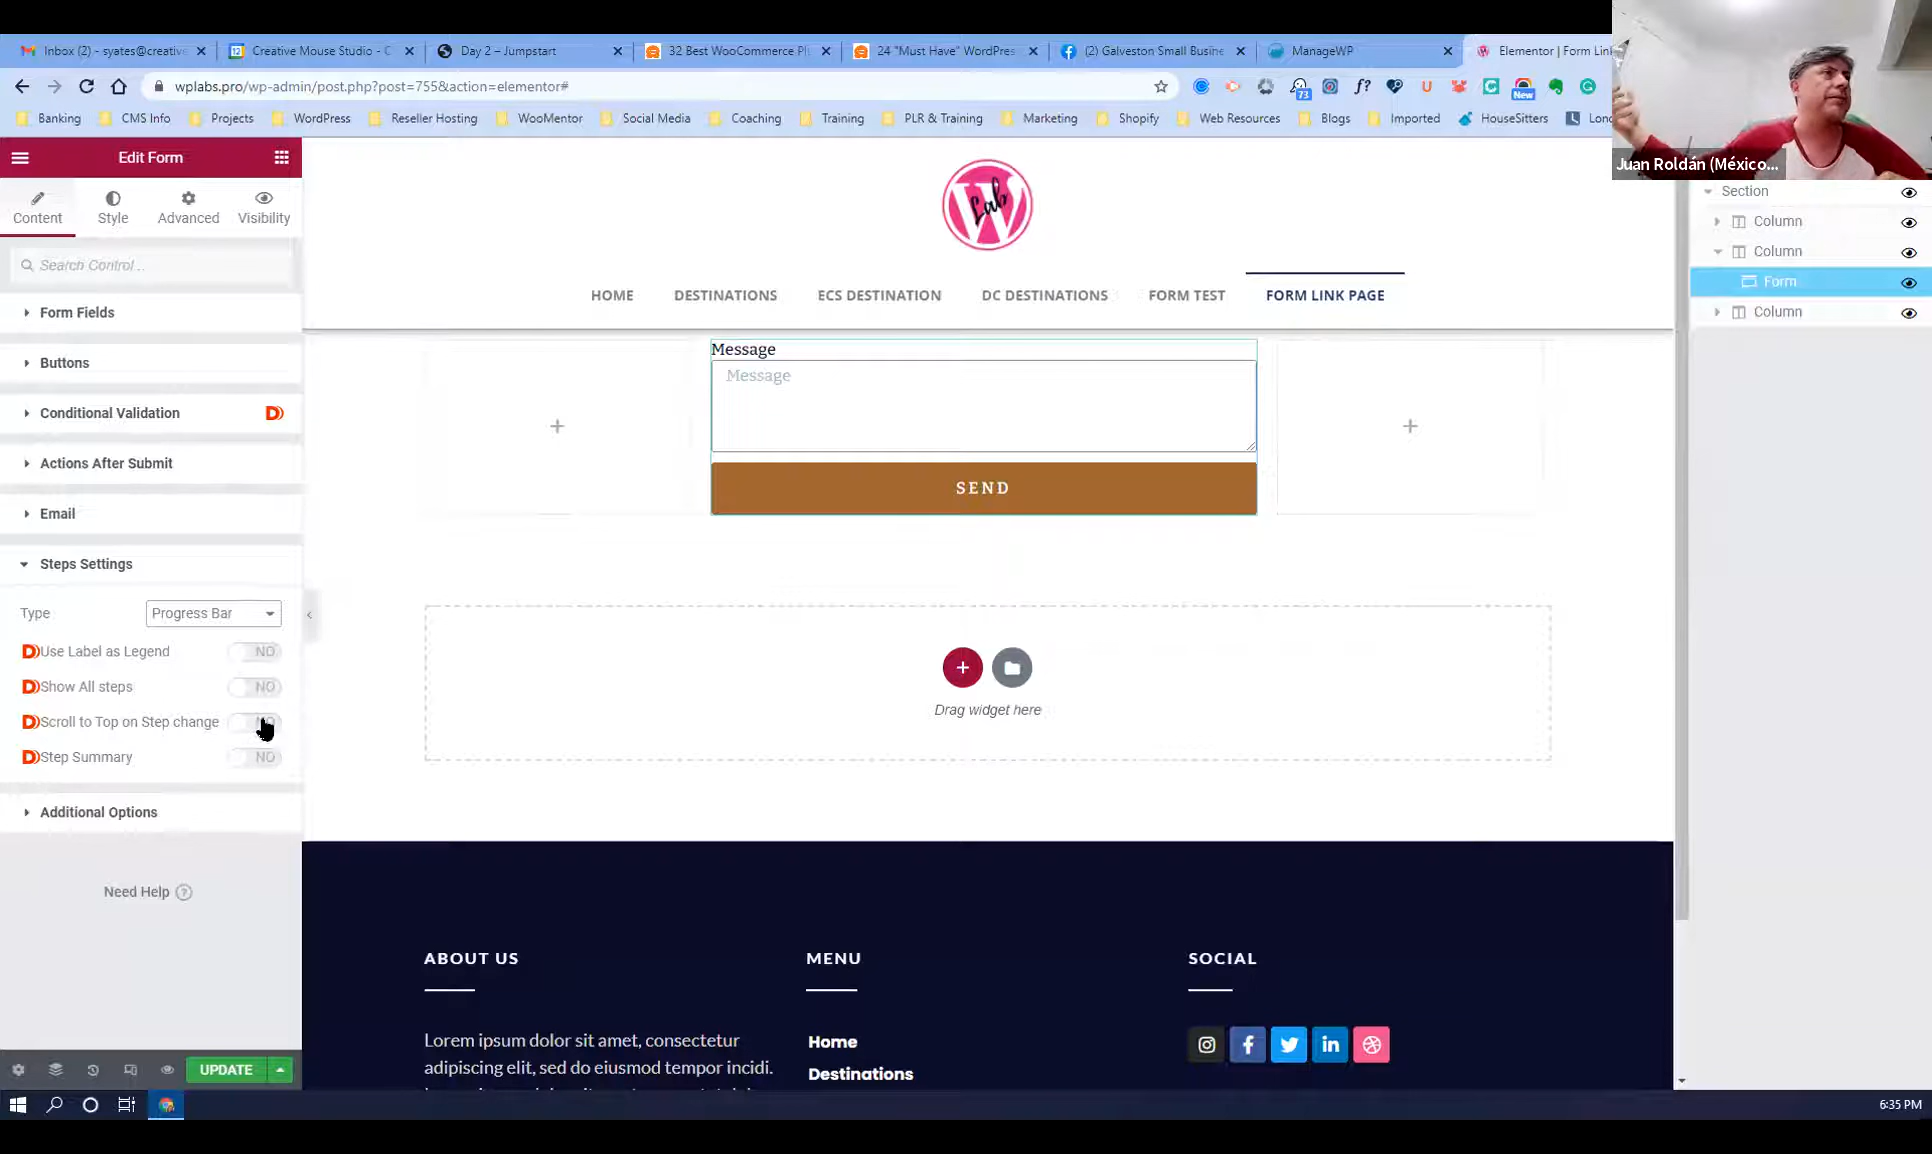 Inbox (2) - syates@creative
Creative Mouse Studio - C
Day 2 – Jumpstart
32 Best WooCommerce Pl
24 "Must Have" WordPress
(2) Galveston Small Busine
ManageWP
Elementor | Form Lin
wplabs.pro/wp-admin/post.php?post=755&action=elementor#
73
f?
New
Banking
CMS Info
Projects
WordPress
Reseller Hosting
WooMentor
Social Media
Coaching
Training
PLR & Training
Marketing
Shopify
Web Resources
Blogs
Imported
HouseSitters
Juan Roldán (México...
Edit Form
Content
Style
Advanced
Visibility
Search Control...
Form Fields
Buttons
Conditional Validation
Actions After Submit
Email
Steps Settings
Type
Progress Bar
Use Label as Legend
NO
Show All steps
NO
Scroll to Top on Step change
Step Summary
NO
Additional Options
Need Help
UPDATE
W Lab
HOME
DESTINATIONS
ECS DESTINATION
DC DESTINATIONS
FORM TEST
FORM LINK PAGE
Message
Message
SEND
Drag widget here
ABOUT US
Lorem ipsum dolor sit amet, consectetur
adipiscing elit, sed do eiusmod tempor incidi.
MENU
Home
Destinations
SOCIAL
Section
Column
Column
Form
Column
6:35 PM